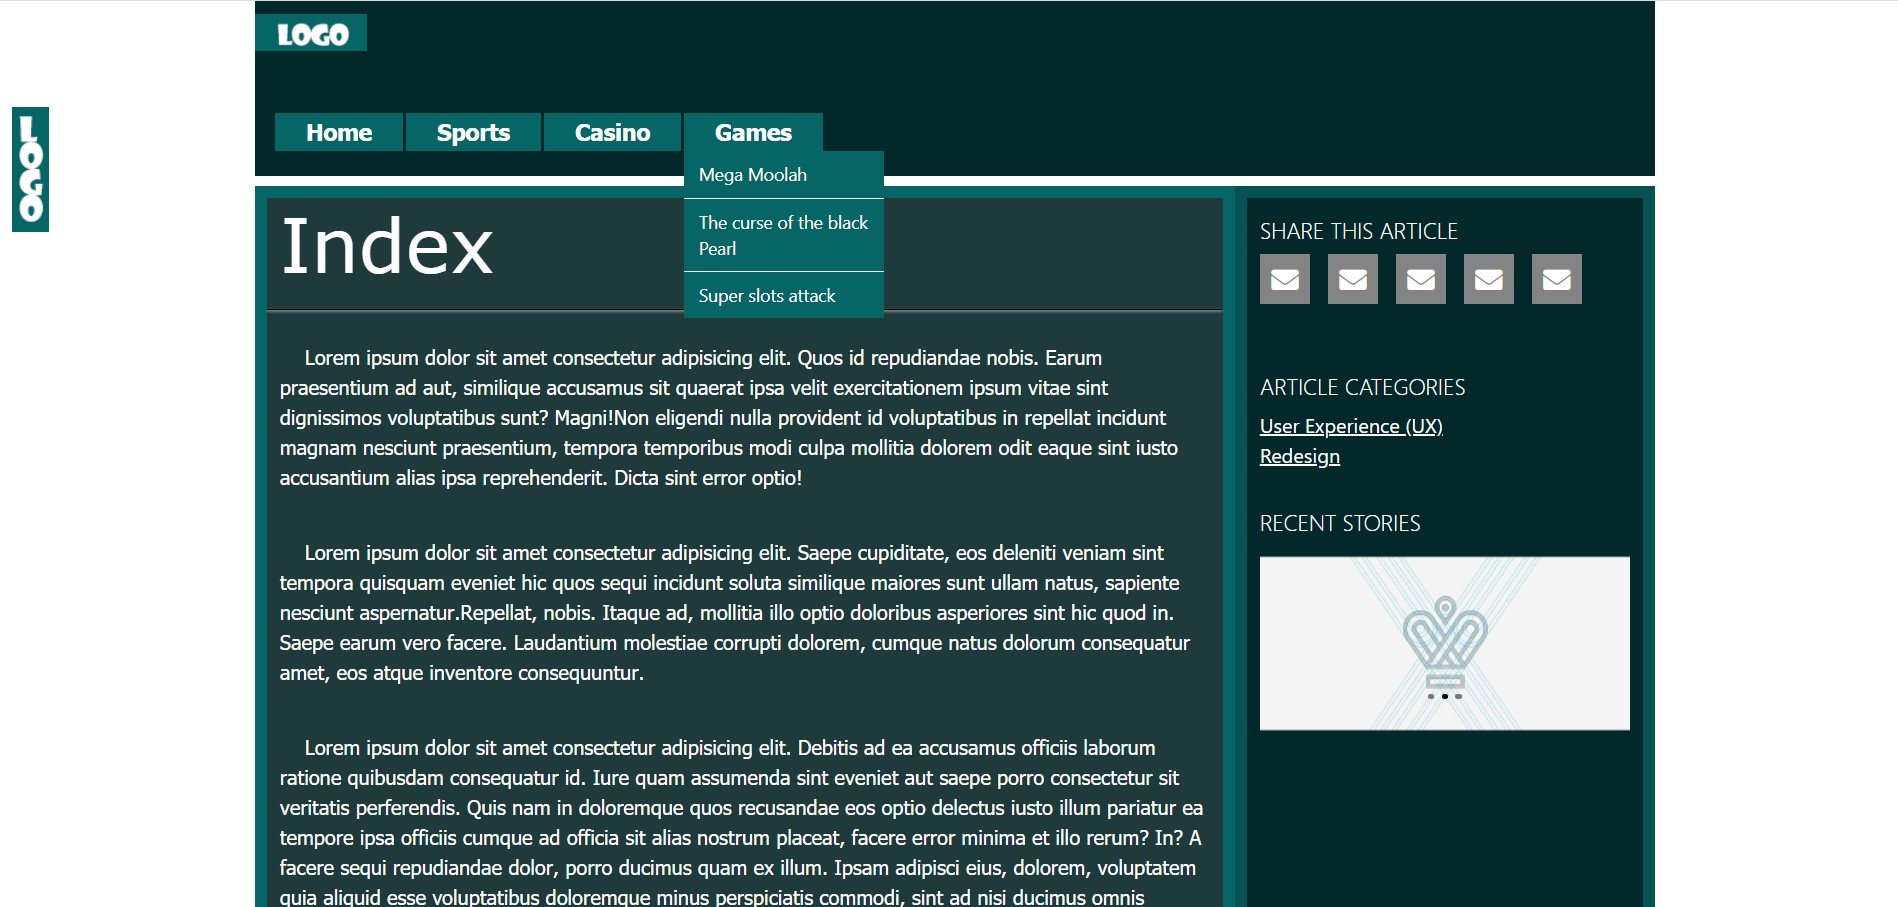 LOGO
LOGO
Home Sports Casino Games
Mega Moolah
The curse of the black
Pearl
Super slots attack
Index
Lorem ipsum dolor sit amet consectetur adipisicing elit. Quos id repudiandae nobis. Earum
praesentium ad aut, similique accusamus sit quaerat ipsa velit exercitationem ipsum vitae sint
dignissimos voluptatibus sunt? Magni!Non eligendi nulla provident id voluptatibus in repellat incidunt
magnam nesciunt praesentium, tempora temporibus modi culpa mollitia dolorem odit eaque sint iusto
accusantium alias ipsa reprehenderit. Dicta sint error optio!
Lorem ipsum dolor sit amet consectetur adipisicing elit. Saepe cupiditate, eos deleniti veniam sint
tempora quisquam eveniet hic quos sequi incidunt soluta similique maiores sunt ullam natus, sapiente
nesciunt aspernatur.Repellat, nobis. Itaque ad, mollitia illo optio doloribus asperiores sint hic quod in.
Saepe earum vero facere. Laudantium molestiae corrupti dolorem, cumque natus dolorum consequatur
amet, eos atque inventore consequuntur.
Lorem ipsum dolor sit amet consectetur adipisicing elit. Debitis ad ea accusamus officiis laborum
ratione quibusdam consequatur id. Iure quam assumenda sint eveniet aut saepe porro consectetur sit
veritatis perferendis. Quis nam in doloremque quos recusandae eos optio delectus iusto illum pariatur ea
tempore ipsa officiis cumque ad officia sit alias nostrum placeat, facere error minima et illo rerum? In? A
facere sequi repudiandae dolor, porro ducimus quam ex illum. Ipsam adipisci eius, dolorem, voluptatem
quia aliquid esse voluptatibus doloremque minus perspiciatis commodi, sint ad nisi ducimus omnis
SHARE THIS ARTICLE
ARTICLE CATEGORIES
User Experience (UX)
Redesign
RECENT STORIES